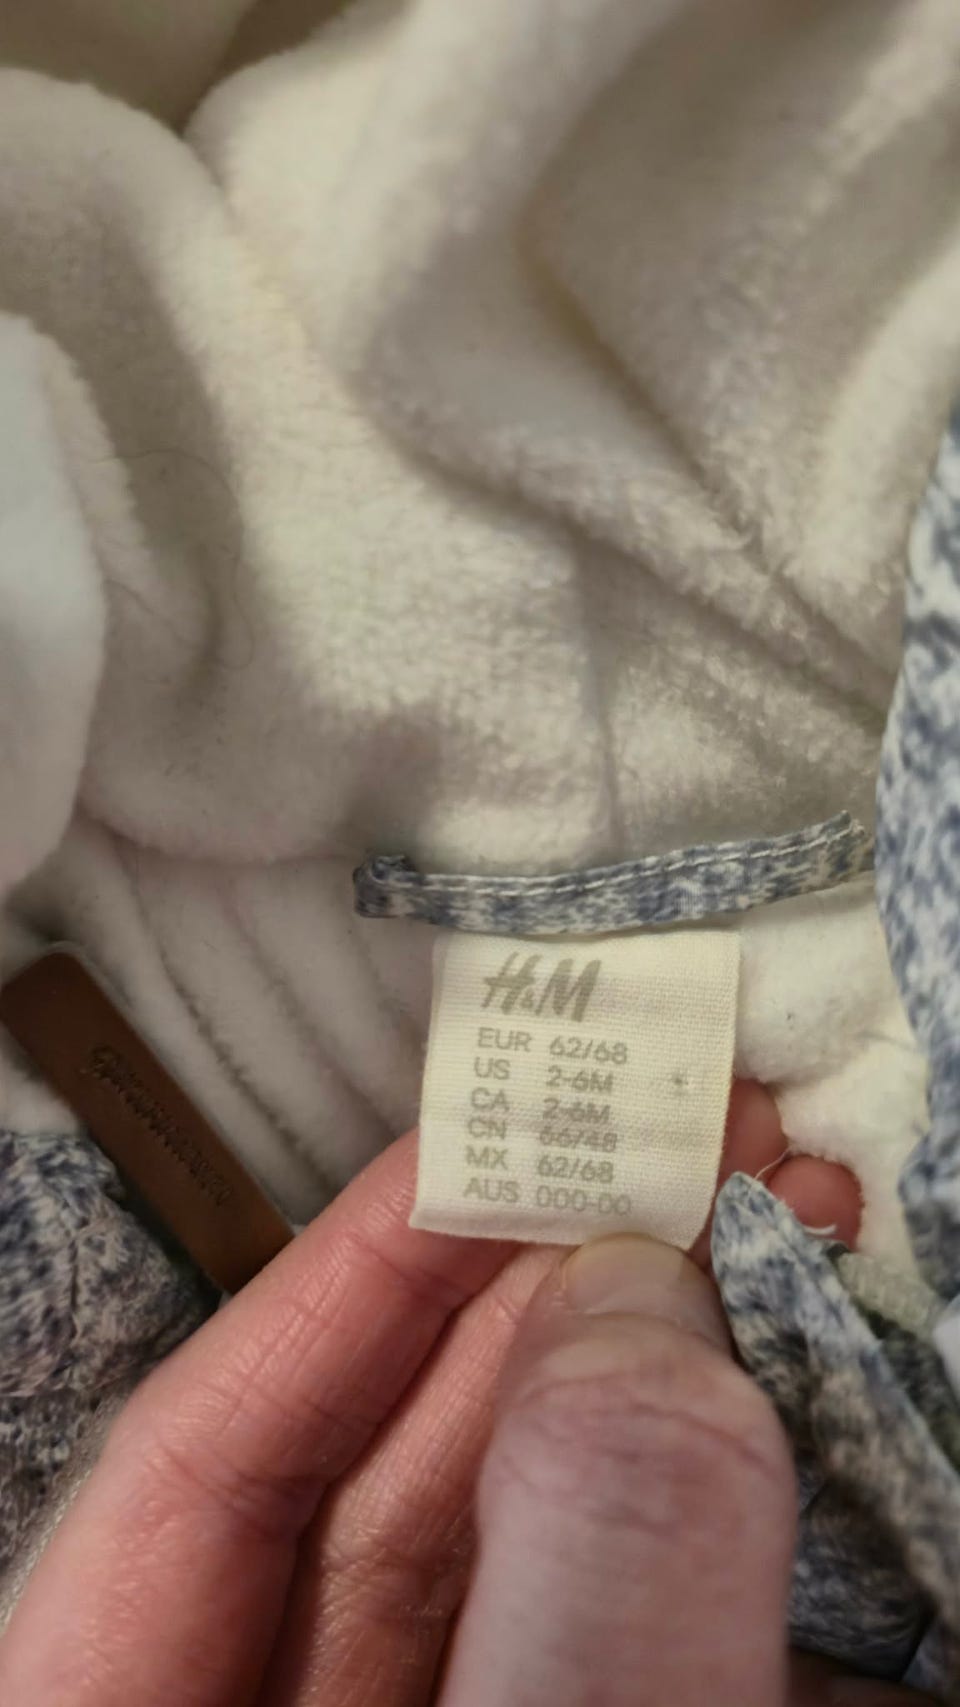 H&M
EUR 62/68
US 2-6M
CA 2-6M
CN 66/48
MX 62/68
AUS 000-00